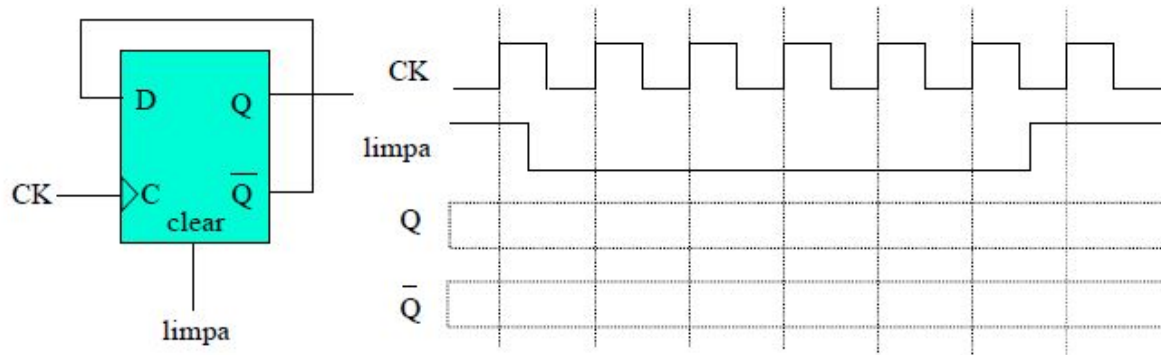 D Q
CK C Q̅
clear
limpa
CK
limpa
Q
Q̅